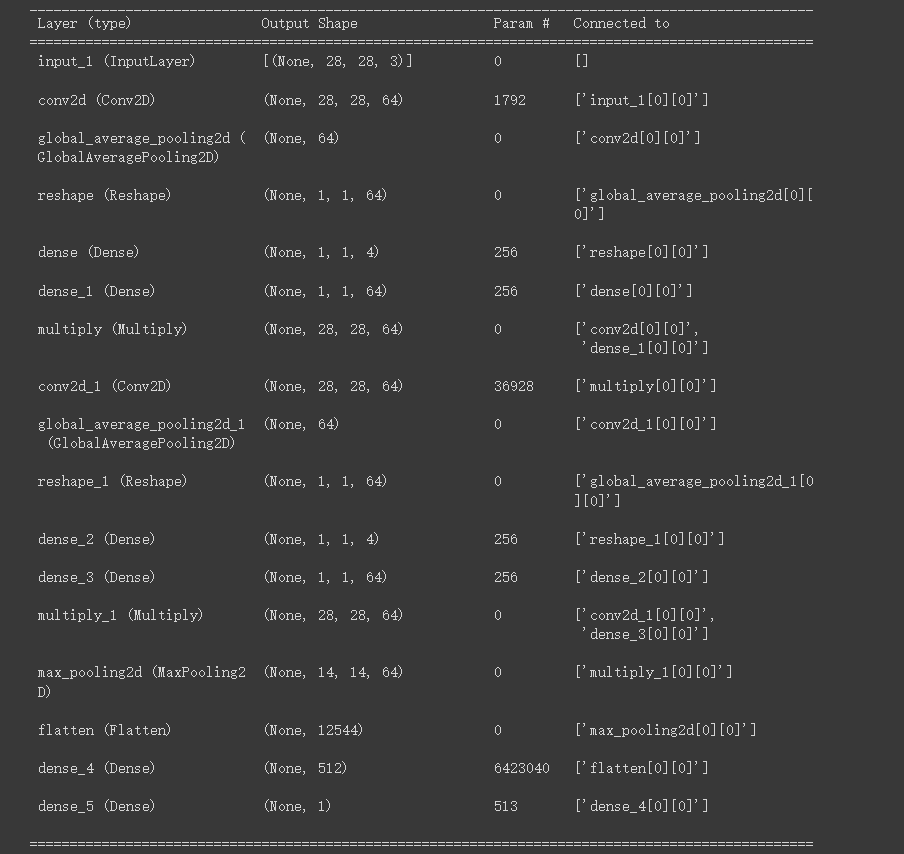 Layer (type) Output Shape Param # Connected to
==================================================================================================
input_1 (InputLayer) [(None, 28, 28, 3)] 0 []
conv2d (Conv2D) (None, 28, 28, 64) 1792 ['input_1[0][0]']
global_average_pooling2d ( (None, 64) 0 ['conv2d[0][0]']
GlobalAveragePooling2D)
reshape (Reshape) (None, 1, 1, 64) 0 ['global_average_pooling2d[0][
0]']
dense (Dense) (None, 1, 1, 4) 256 ['reshape[0][0]']
dense_1 (Dense) (None, 1, 1, 64) 256 ['dense[0][0]']
multiply (Multiply) (None, 28, 28, 64) 0 ['conv2d[0][0]',
'dense_1[0][0]']
conv2d_1 (Conv2D) (None, 28, 28, 64) 36928 ['multiply[0][0]']
global_average_pooling2d_1 (None, 64) 0 ['conv2d_1[0][0]']
(GlobalAveragePooling2D)
reshape_1 (Reshape) (None, 1, 1, 64) 0 ['global_average_pooling2d_1[0
][0]']
dense_2 (Dense) (None, 1, 1, 4) 256 ['reshape_1[0][0]']
dense_3 (Dense) (None, 1, 1, 64) 256 ['dense_2[0][0]']
multiply_1 (Multiply) (None, 28, 28, 64) 0 ['conv2d_1[0][0]',
'dense_3[0][0]']
max_pooling2d (MaxPooling2 (None, 14, 14, 64) 0 ['multiply_1[0][0]']
D)
flatten (Flatten) (None, 12544) 0 ['max_pooling2d[0][0]']
dense_4 (Dense) (None, 512) 6423040 ['flatten[0][0]']
dense_5 (Dense) (None, 1) 513 ['dense_4[0][0]']
==================================================================================================